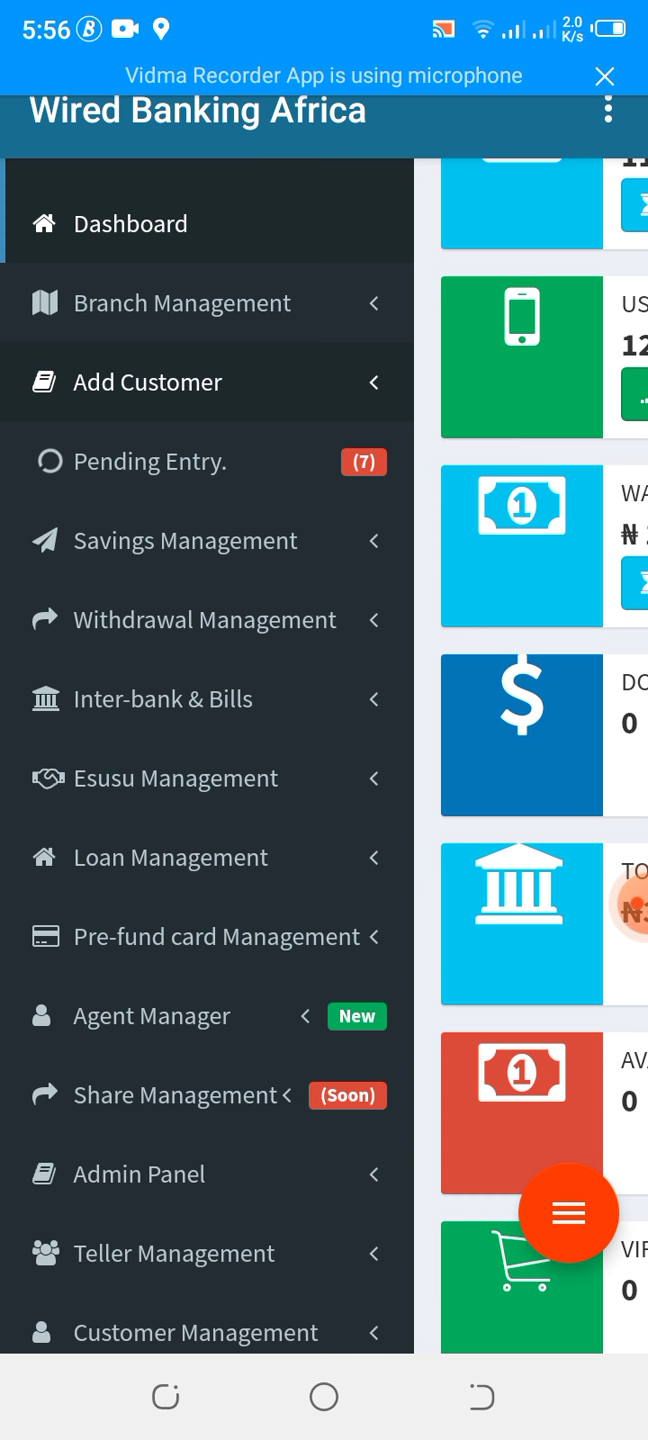 5:56
2.0
K/s
Vidma Recorder App is using microphone
Wired Banking Africa
Dashboard
Branch Management
Add Customer
Pending Entry. (7)
Savings Management
Withdrawal Management
Inter-bank & Bills
Esusu Management
Loan Management
Pre-fund card Management
Agent Manager New
Share Management (Soon)
Admin Panel
Teller Management
Customer Management
US
12
WA
₦
DO
0
TO
AV
0
VIR
0